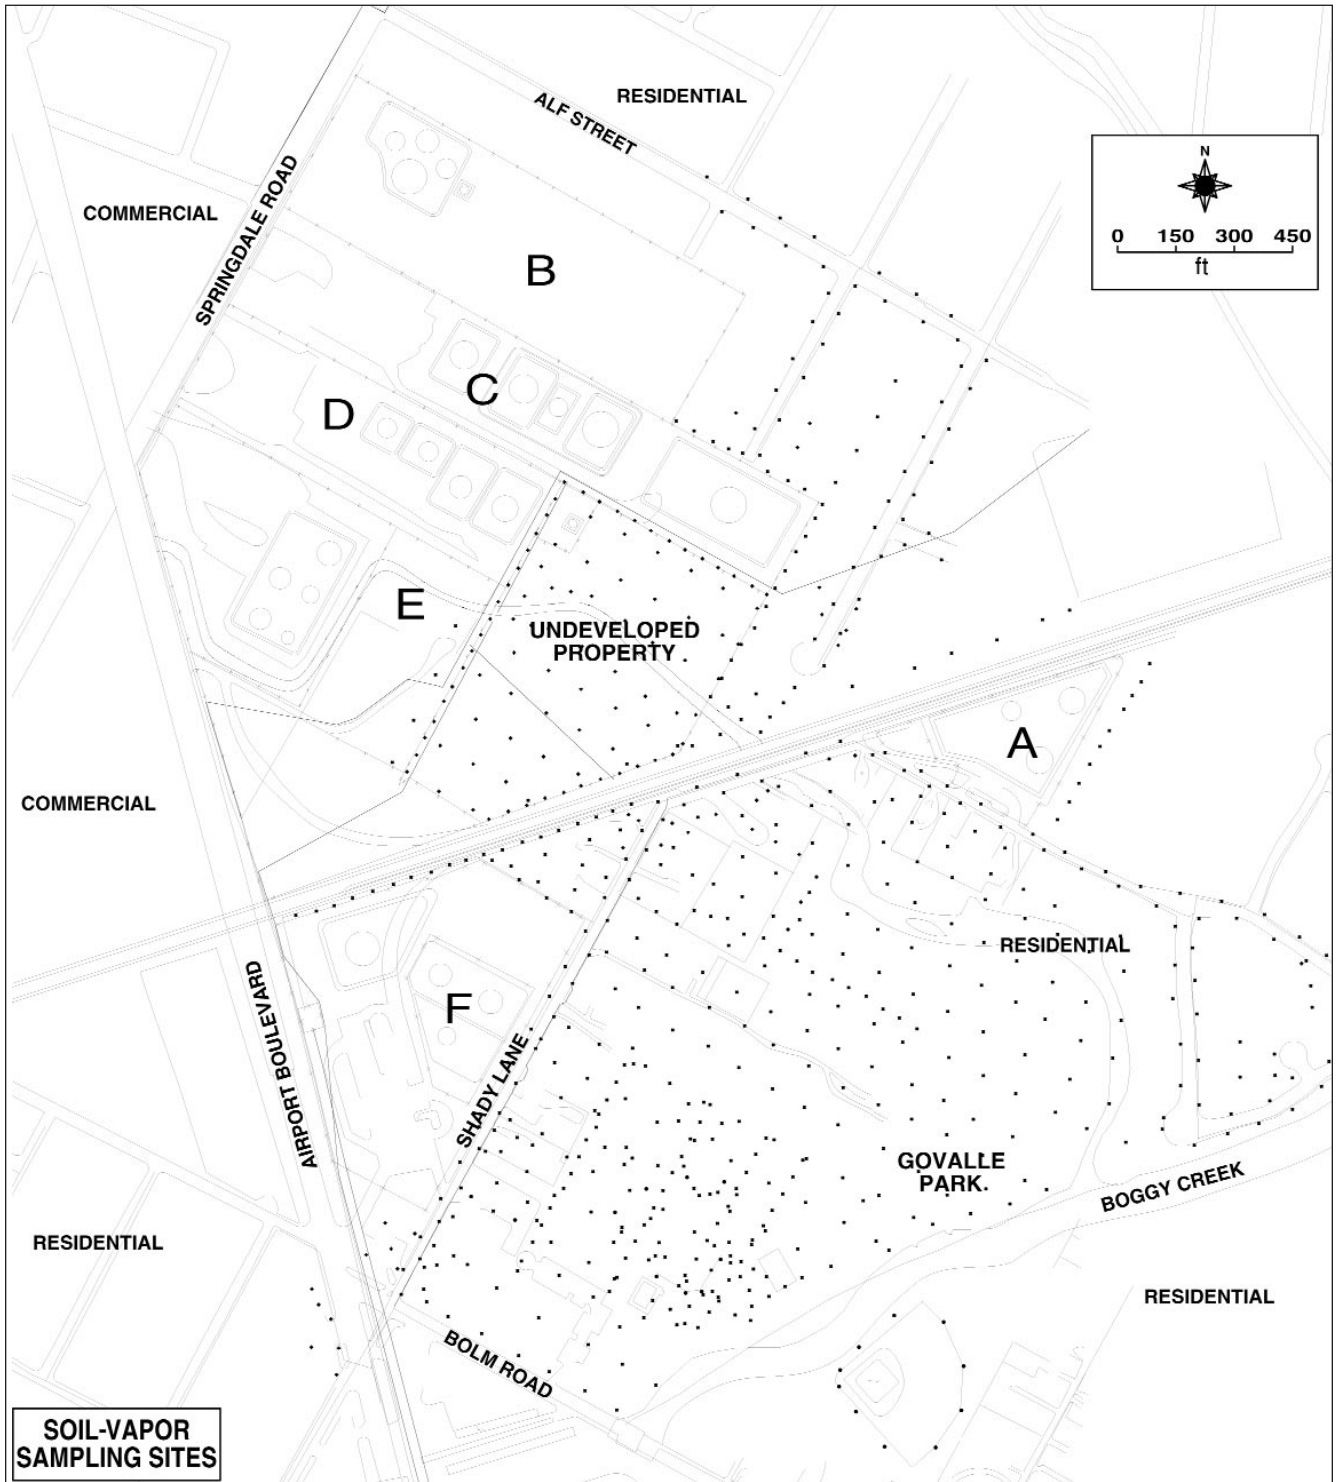 RESIDENTIAL
ALF STREET
N
0 150 300 450
ft
COMMERCIAL
SPRINGDALE ROAD
B
C
D
E
UNDEVELOPED
PROPERTY
A
COMMERCIAL
RESIDENTIAL
AIRPORT BOULEVARD
F
SHADY LANE
GOVALLE
PARK
BOGGY CREEK
RESIDENTIAL
RESIDENTIAL
BOLM ROAD
SOIL-VAPOR
SAMPLING SITES